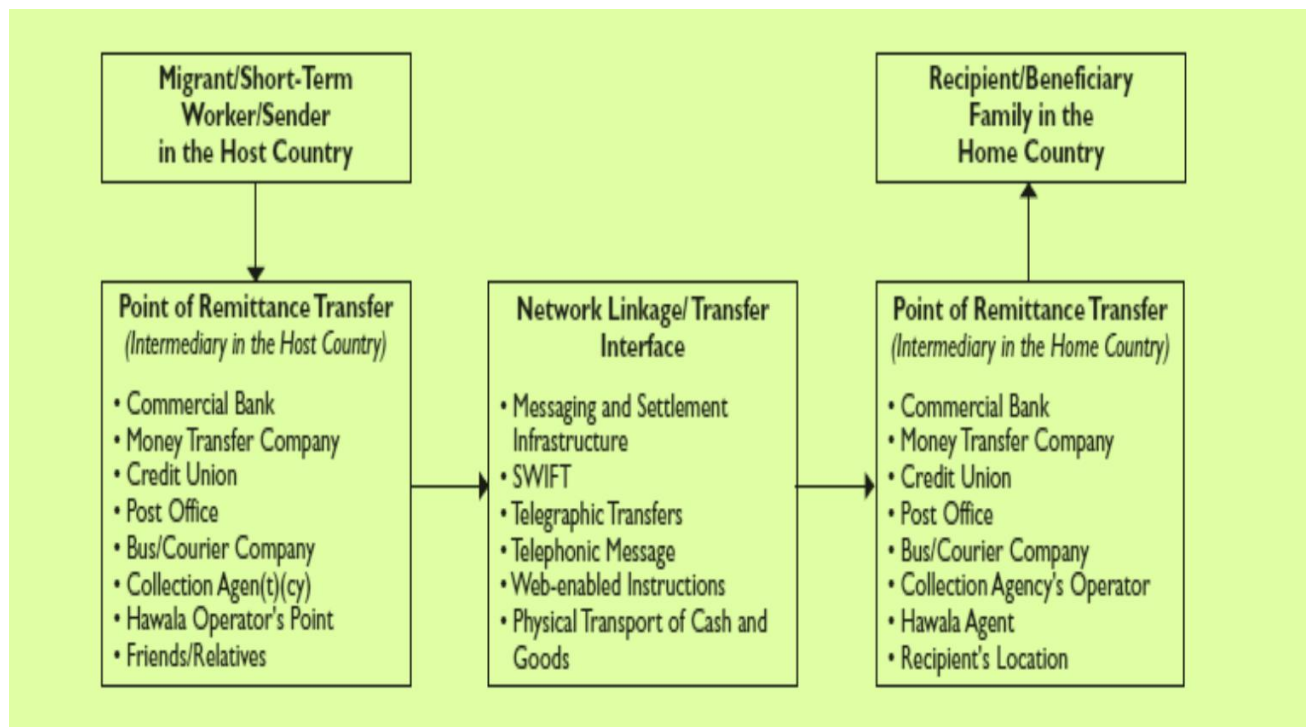 Migrant/Short-Term
Worker/Sender
in the Host Country
Recipient/Beneficiary
Family in the
Home Country
Point of Remittance Transfer
(Intermediary in the Host Country)
• Commercial Bank
• Money Transfer Company
• Credit Union
• Post Office
• Bus/Courier Company
• Collection Agen(t)(cy)
• Hawala Operator's Point
• Friends/Relatives
Network Linkage/ Transfer
Interface
• Messaging and Settlement
Infrastructure
• SWIFT
• Telegraphic Transfers
• Telephonic Message
• Web-enabled Instructions
• Physical Transport of Cash and
Goods
Point of Remittance Transfer
(Intermediary in the Home Country)
• Commercial Bank
• Money Transfer Company
• Credit Union
• Post Office
• Bus/Courier Company
• Collection Agency's Operator
• Hawala Agent
• Recipient's Location